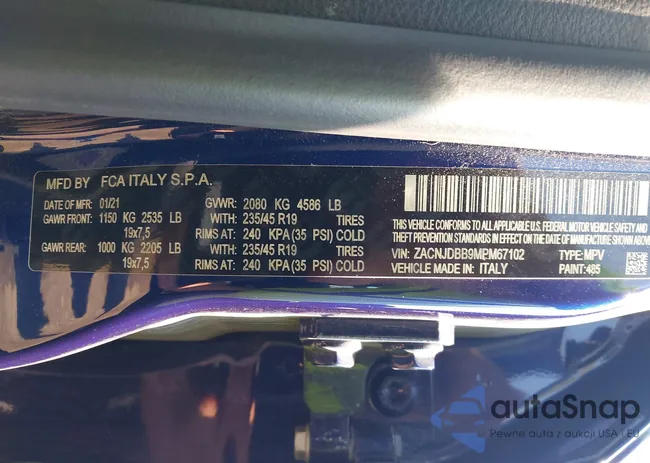 MFD BY FCA ITALY S.P.A.
DATE OF MFR: 01/21 GVWR: 2080 KG 4586 LB
GAWR FRONT: 1150 KG 2535 LB WITH: 235/45 R19 TIRES
19x7,5 RIMS AT: 240 KPA(35 PSI) COLD
GAWR REAR: 1000 KG 2205 LB WITH: 235/45 R19 TIRES
19x7,5 RIMS AT: 240 KPA(35 PSI) COLD
THIS VEHICLE CONFORMS TO ALL APPLICABLE U.S. FEDERAL MOTOR VEHICLE SAFETY
AND THEFT PREVENTION STANDARDS IN EFFECT ON THE DATE OF MFR. SHOWN ABOVE
VIN: ZACNJDBB9MPM67102 TYPE: MPV
VEHICLE MADE IN: ITALY PAINT: 485
autaSnap
Pewne auta z aukcji USA i EU